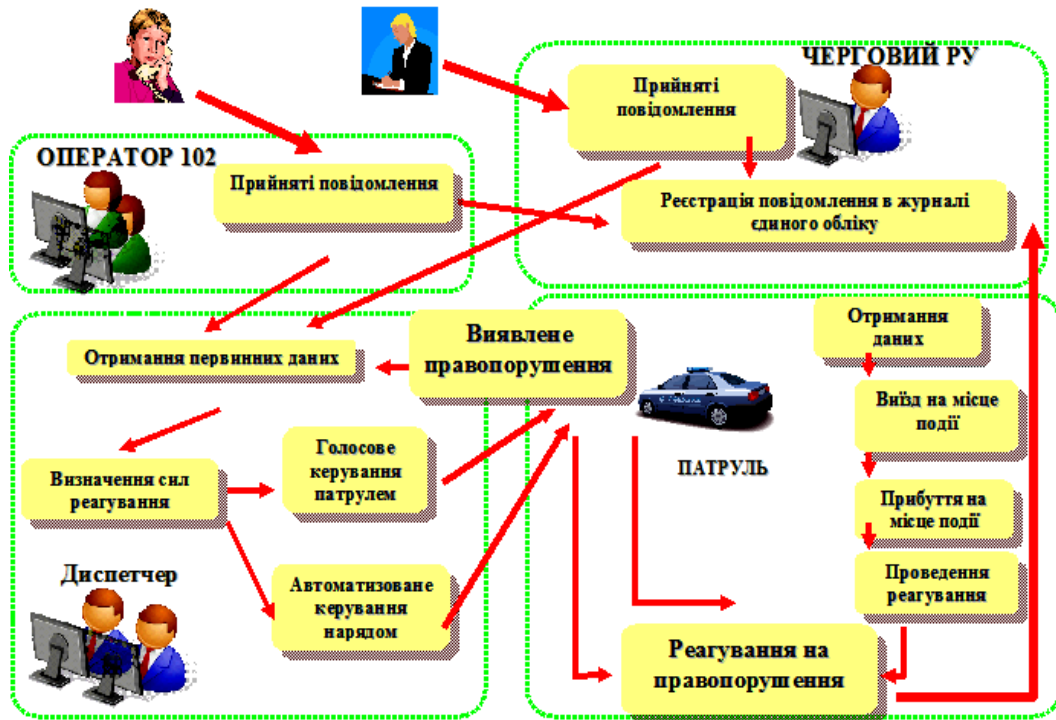 ЧЕРГОВИЙ РУ
Прийняті
повідомлення
ОПЕРАТОР 102
Прийняті повідомлення
Реєстрація повідомлення в журналі
єдиного обліку
Отримання первинних даних
Виявлене
правопорушення
Отримання
даних
Виїзд на місце
події
ПАТРУЛЬ
Голосове
керування
патрулем
Визначення сил
реагування
Прибуття на
місце події
Диспетчер
Автоматизоване
керування
нарядом
Проведення
реагування
Реагування на
правопорушення